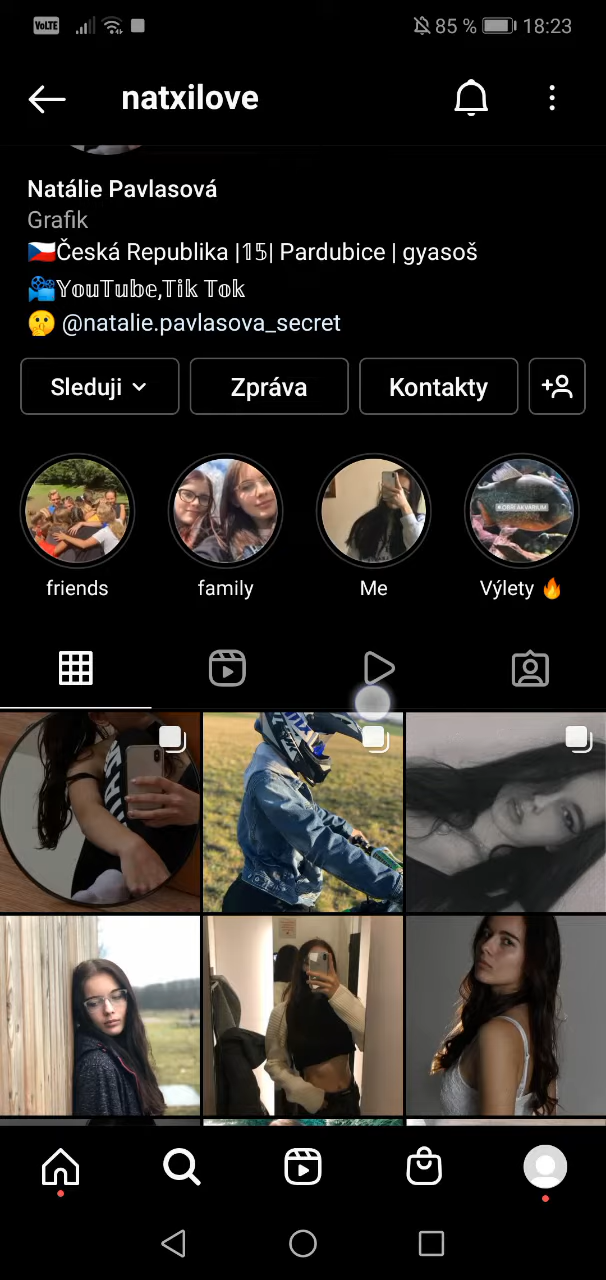 VoLTE 85 % 18:23
natxilove
Natálie Pavlasová
Grafik
🇨🇿Česká Republika |𝟙𝟝| Pardubice | gyasoš
🎥𝕐𝕠𝕦𝕋𝕦𝕓𝕖,𝕋𝕚𝕜 𝕋𝕠𝕜
🤫 @natalie.pavlasova_secret
Sleduji Zpráva Kontakty
friends family Me Výlety 🔥